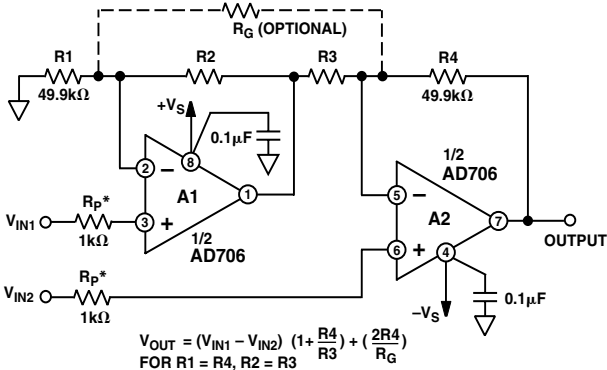 R_G (OPTIONAL)
R1
R2
R3
R4
49.9kΩ
49.9kΩ
+V_S
0.1µF
1/2
AD706
2
−
8
A1
1
5
−
A2
7
V_IN1
R_P*
1kΩ
3
+
1/2
AD706
6
+
4
OUTPUT
V_IN2
R_P*
1kΩ
−V_S
0.1µF
V_OUT = (V_IN1 − V_IN2) (1+ R4/R3) + (2R4/R_G)
FOR R1 = R4, R2 = R3